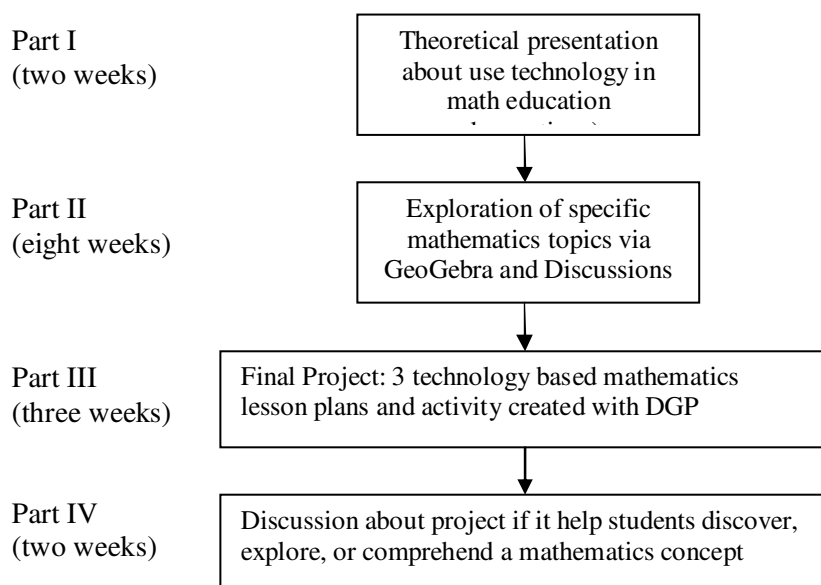 Part I
(two weeks)
Theoretical presentation
about use technology in
math education
Part II
(eight weeks)
Exploration of specific
mathematics topics via
GeoGebra and Discussions
Part III
(three weeks)
Final Project: 3 technology based mathematics
lesson plans and activity created with DGP
Part IV
(two weeks)
Discussion about project if it help students discover,
explore, or comprehend a mathematics concept